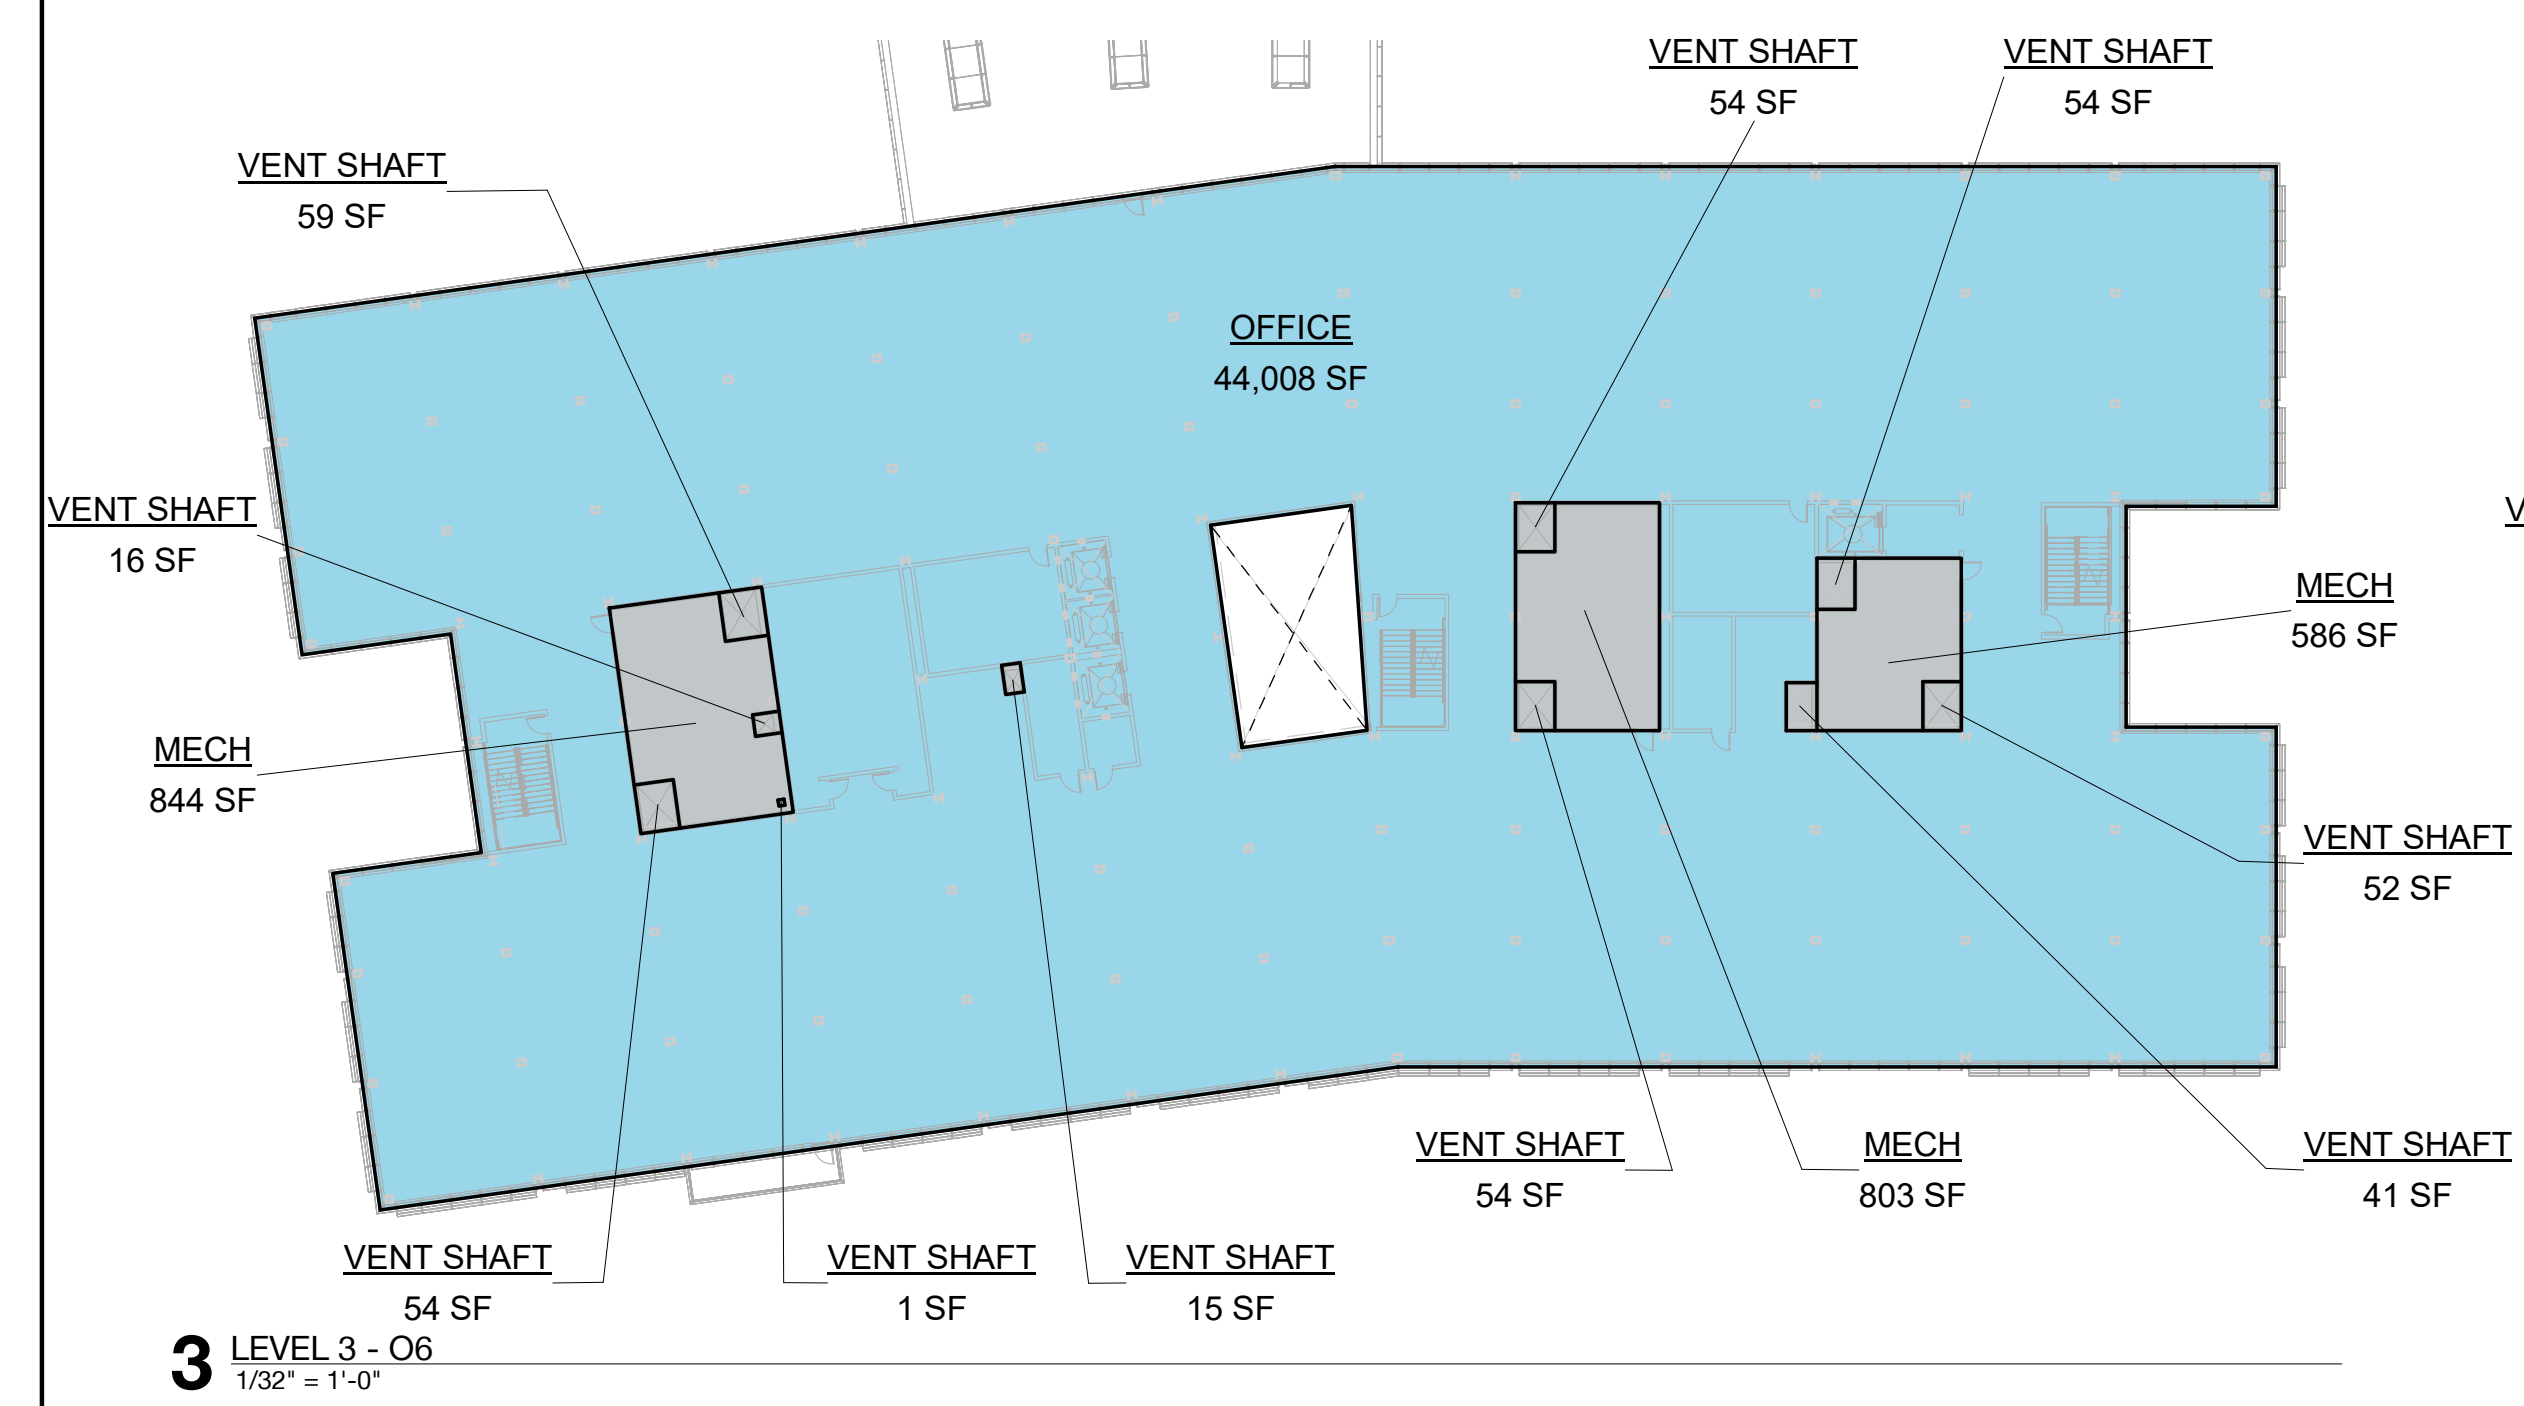 VENT SHAFT
54 SF
VENT SHAFT
54 SF
VENT SHAFT
59 SF
OFFICE
44,008 SF
VENT SHAFT
16 SF
V
MECH
586 SF
MECH
844 SF
VENT SHAFT
52 SF
VENT SHAFT
54 SF
MECH
803 SF
VENT SHAFT
41 SF
VENT SHAFT
54 SF
VENT SHAFT
1 SF
VENT SHAFT
15 SF
3 LEVEL 3 - O6
1/32" = 1'-0"